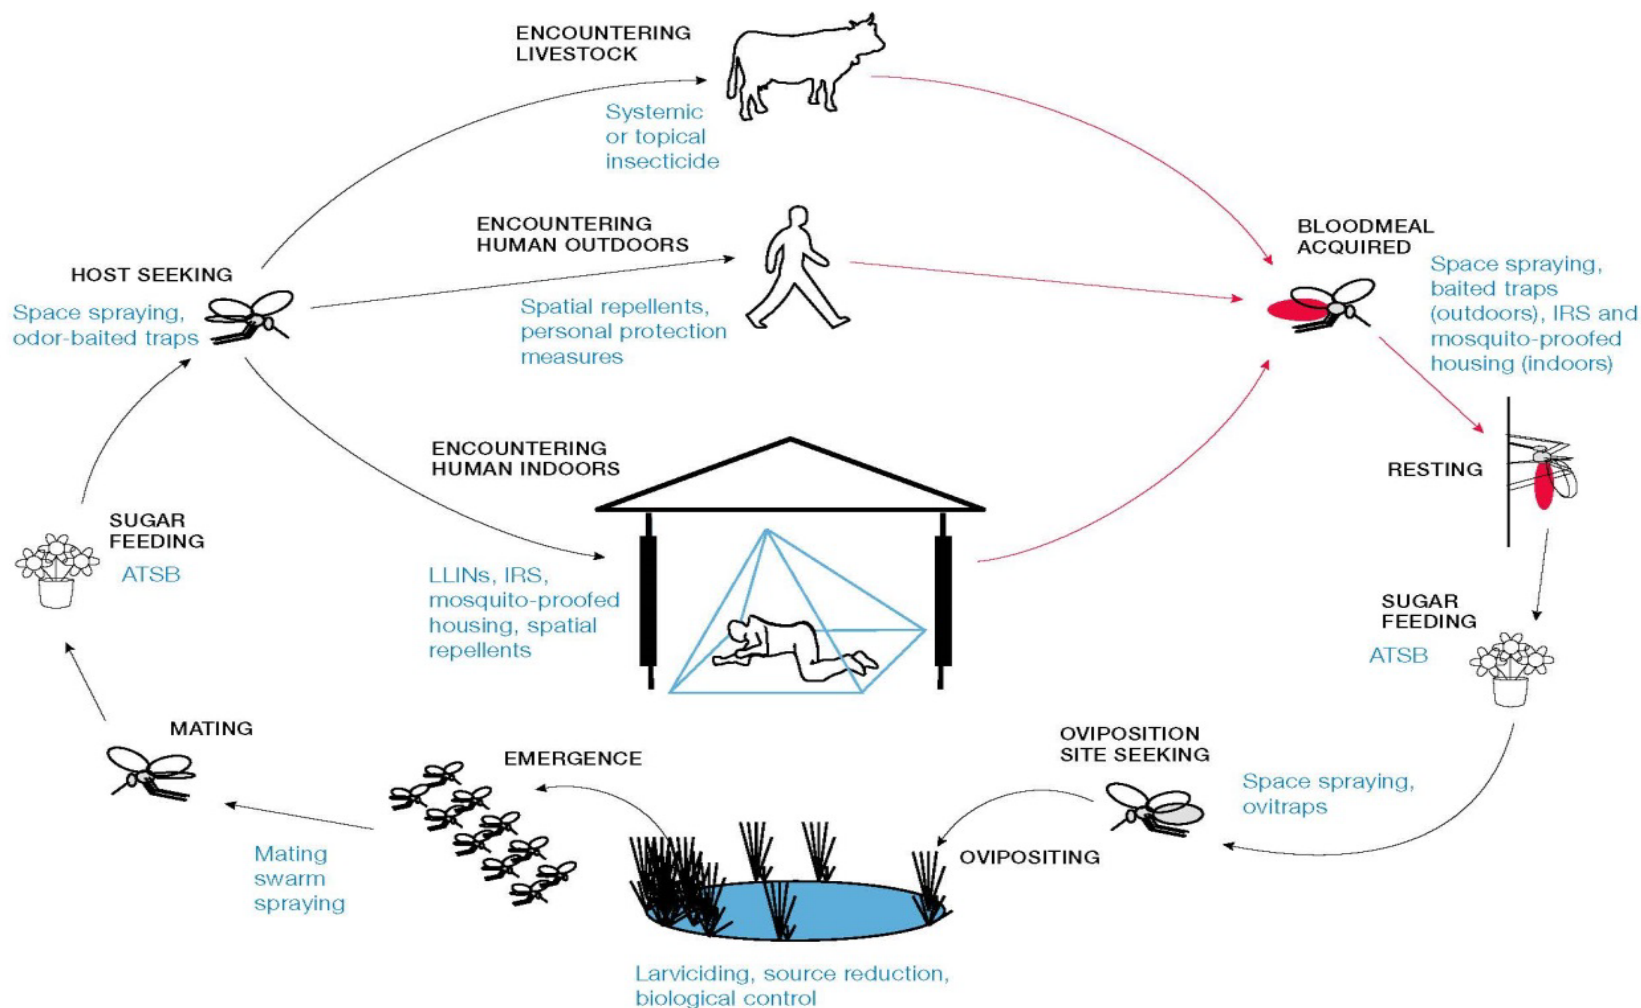 ENCOUNTERING
LIVESTOCK
Systemic
or topical
insecticide
ENCOUNTERING
HUMAN OUTDOORS
Spatial repellents,
personal protection
measures
HOST SEEKING
Space spraying,
odor-baited traps
BLOODMEAL
ACQUIRED
Space spraying,
baited traps
(outdoors), IRS and
mosquito-proofed
housing (indoors)
ENCOUNTERING
HUMAN INDOORS
LLINs, IRS,
mosquito-proofed
housing, spatial
repellents
RESTING
SUGAR
FEEDING
ATSB
SUGAR
FEEDING
ATSB
MATING
EMERGENCE
Mating
swarm
spraying
OVIPOSITION
SITE SEEKING
Space spraying,
ovitraps
OVIPOSITING
Larviciding, source reduction,
biological control